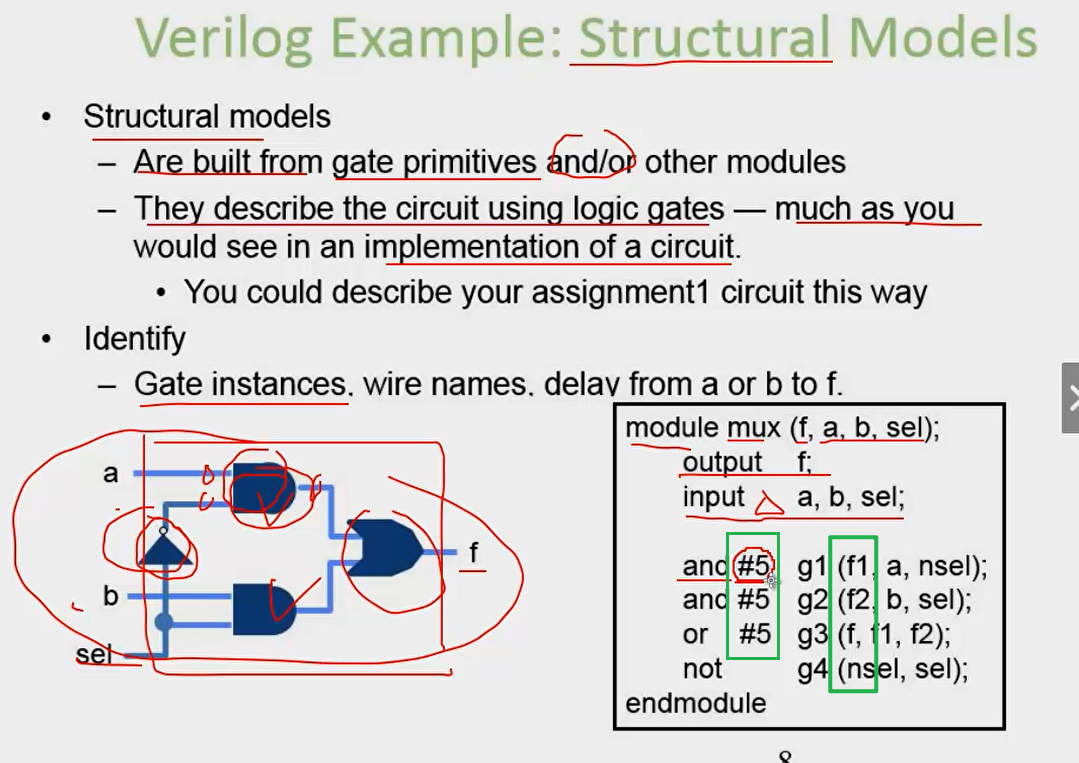 Verilog Example: Structural Models
• Structural models
– Are built from gate primitives and/or other modules
– They describe the circuit using logic gates — much as you
would see in an implementation of a circuit.
• You could describe your assignment1 circuit this way
• Identify
– Gate instances, wire names, delay from a or b to f.
a
b
sel
f
module mux (f, a, b, sel);
output f;
input a, b, sel;
and #5 g1 (f1, a, nsel);
and #5 g2 (f2, b, sel);
or #5 g3 (f, f1, f2);
not g4 (nsel, sel);
endmodule
8